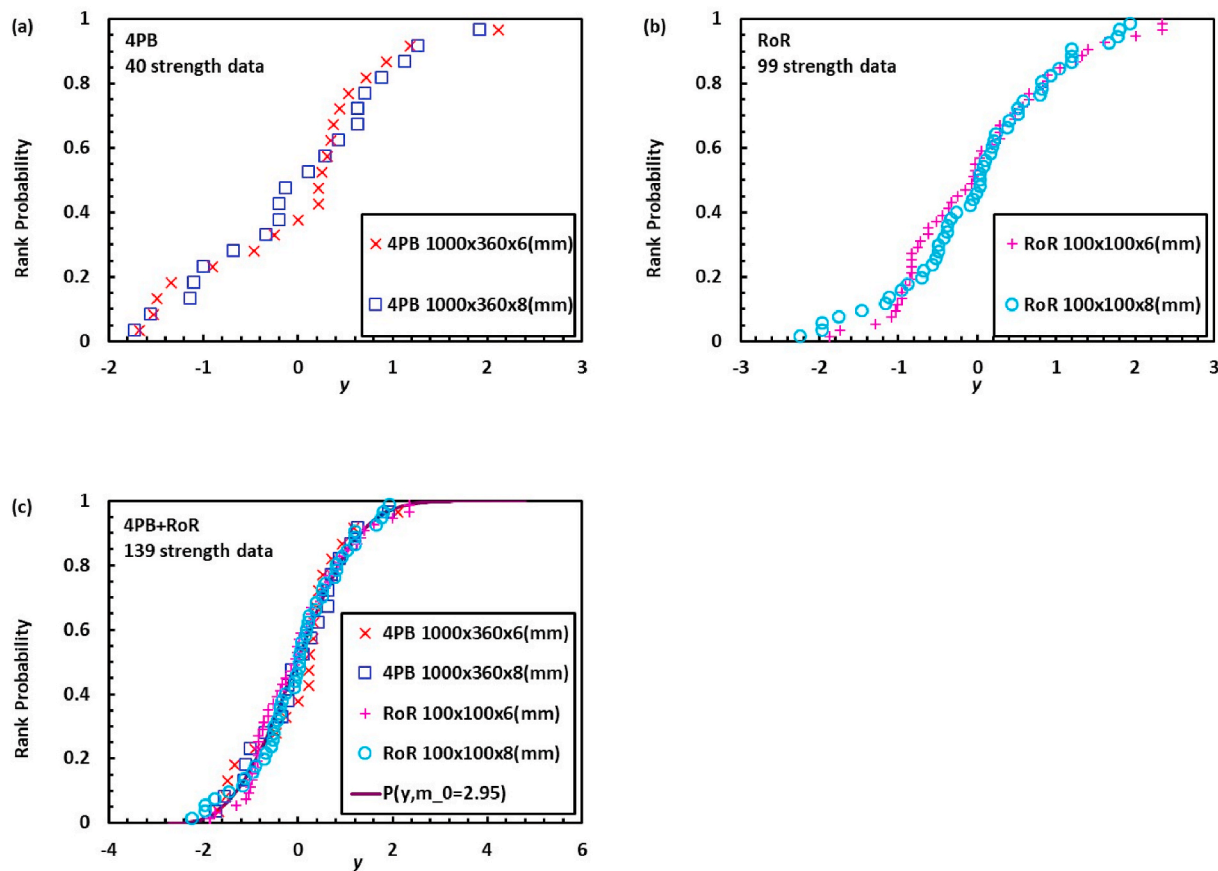 (a)
4PB
40 strength data
1
0.8
0.6
0.4
0.2
0
Rank Probability
-2
-1
0
1
2
3
y
4PB 1000x360x6(mm)
4PB 1000x360x8(mm)
(b)
RoR
99 strength data
1
0.8
0.6
0.4
0.2
0
Rank Probability
-3
-2
-1
0
1
2
3
y
RoR 100x100x6(mm)
RoR 100x100x8(mm)
(c)
4PB+RoR
139 strength data
1
0.8
0.6
0.4
0.2
0
Rank Probability
-4
-2
0
2
4
6
y
4PB 1000x360x6(mm)
4PB 1000x360x8(mm)
RoR 100x100x6(mm)
RoR 100x100x8(mm)
P(y,m_0=2.95)